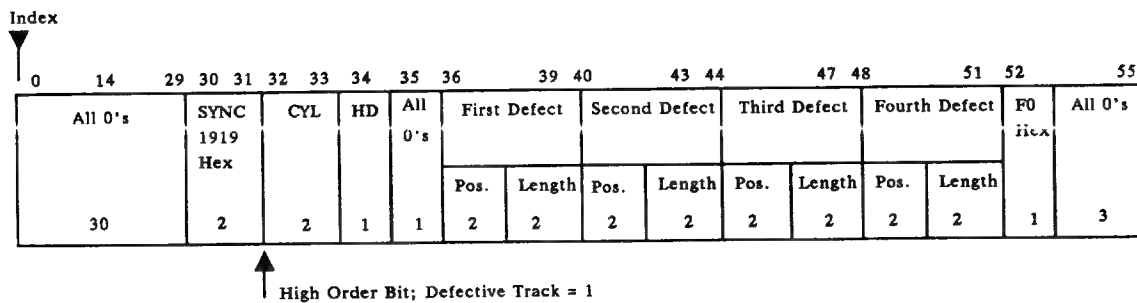 Index
0 14 29 30 31 32 33 34 35 36 39 40 43 44 47 48 51 52 55
All 0's SYNC CYL HD All First Defect Second Defect Third Defect Fourth Defect F0 All 0's
1919 0's Hex
Hex
Pos. Length Pos. Length Pos. Length Pos. Length
30 2 2 1 1 2 2 2 2 2 2 2 2 1 3
High Order Bit; Defective Track = 1